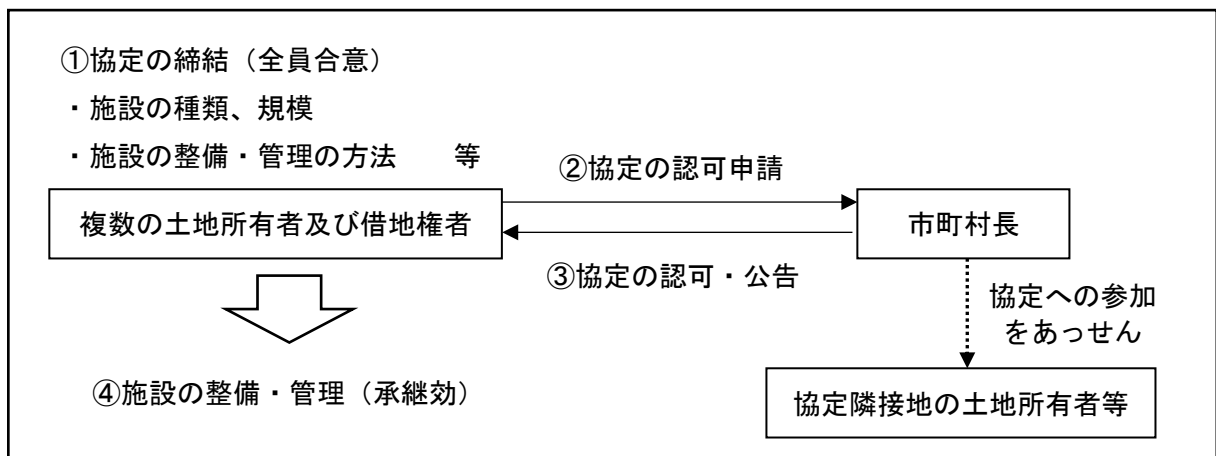 ①協定の締結（全員合意）
・施設の種類、規模
・施設の整備・管理の方法　　等
②協定の認可申請
複数の土地所有者及び借地権者
市町村長
③協定の認可・公告
協定への参加
をあっせん
④施設の整備・管理（承継効）
協定隣接地の土地所有者等